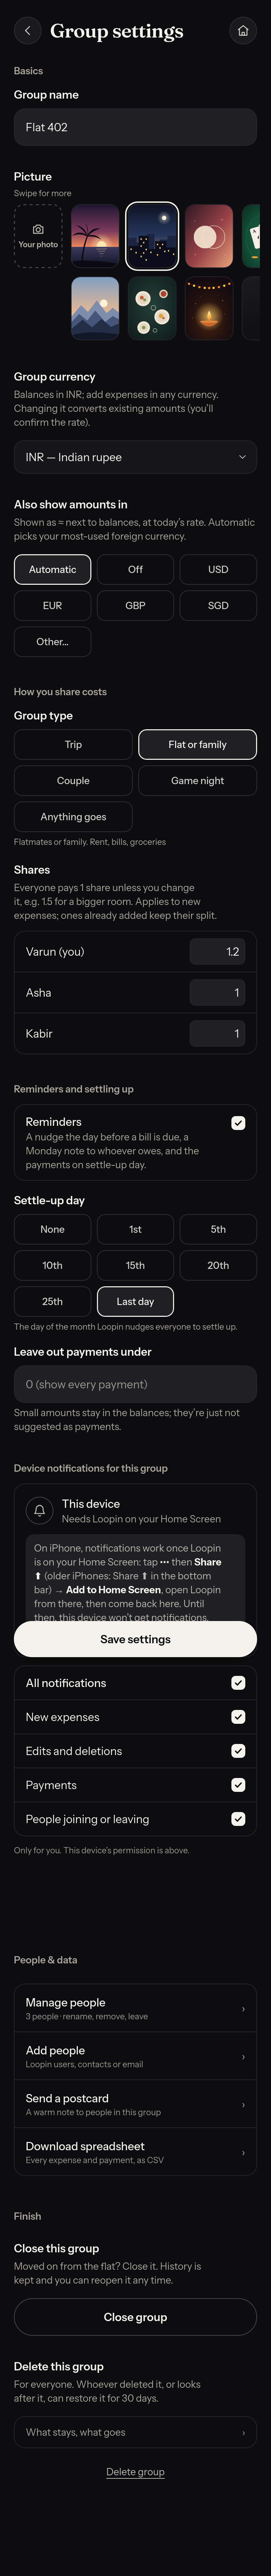 Group settings
Basics
Group name
Flat 402
Picture
Swipe for more
Your photo
Group currency
Balances in INR; add expenses in any currency.
Changing it converts existing amounts (you'll
confirm the rate).
INR — Indian rupee
Also show amounts in
Shown as ≈ next to balances, at today's rate. Automatic
picks your most-used foreign currency.
Automatic
Off
USD
EUR
GBP
SGD
Other...
How you share costs
Group type
Trip
Flat or family
Couple
Game night
Anything goes
Flatmates or family. Rent, bills, groceries
Shares
Everyone pays 1 share unless you change
it, e.g. 1.5 for a bigger room. Applies to new
expenses; ones already added keep their split.
Varun (you) 1.2
Asha 1
Kabir 1
Reminders and settling up
Reminders
A nudge the day before a bill is due, a
Monday note to whoever owes, and the
payments on settle-up day.
Settle-up day
None
1st
5th
10th
15th
20th
25th
Last day
The day of the month Loopin nudges everyone to settle up.
Leave out payments under
0 (show every payment)
Small amounts stay in the balances; they're just not
suggested as payments.
Device notifications for this group
This device
Needs Loopin on your Home Screen
On iPhone, notifications work once Loopin
is on your Home Screen: tap ••• then Share
⬆ (older iPhones: Share ⬆ in the bottom
bar) → Add to Home Screen, open Loopin
from there, then come back here. Until
then, this device won't get notifications.
Save settings
All notifications
New expenses
Edits and deletions
Payments
People joining or leaving
Only for you. This device's permission is above.
People & data
Manage people
3 people · rename, remove, leave
Add people
Loopin users, contacts or email
Send a postcard
A warm note to people in this group
Download spreadsheet
Every expense and payment, as CSV
Finish
Close this group
Moved on from the flat? Close it. History is
kept and you can reopen it any time.
Close group
Delete this group
For everyone. Whoever deleted it, or looks
after it, can restore it for 30 days.
What stays, what goes
Delete group